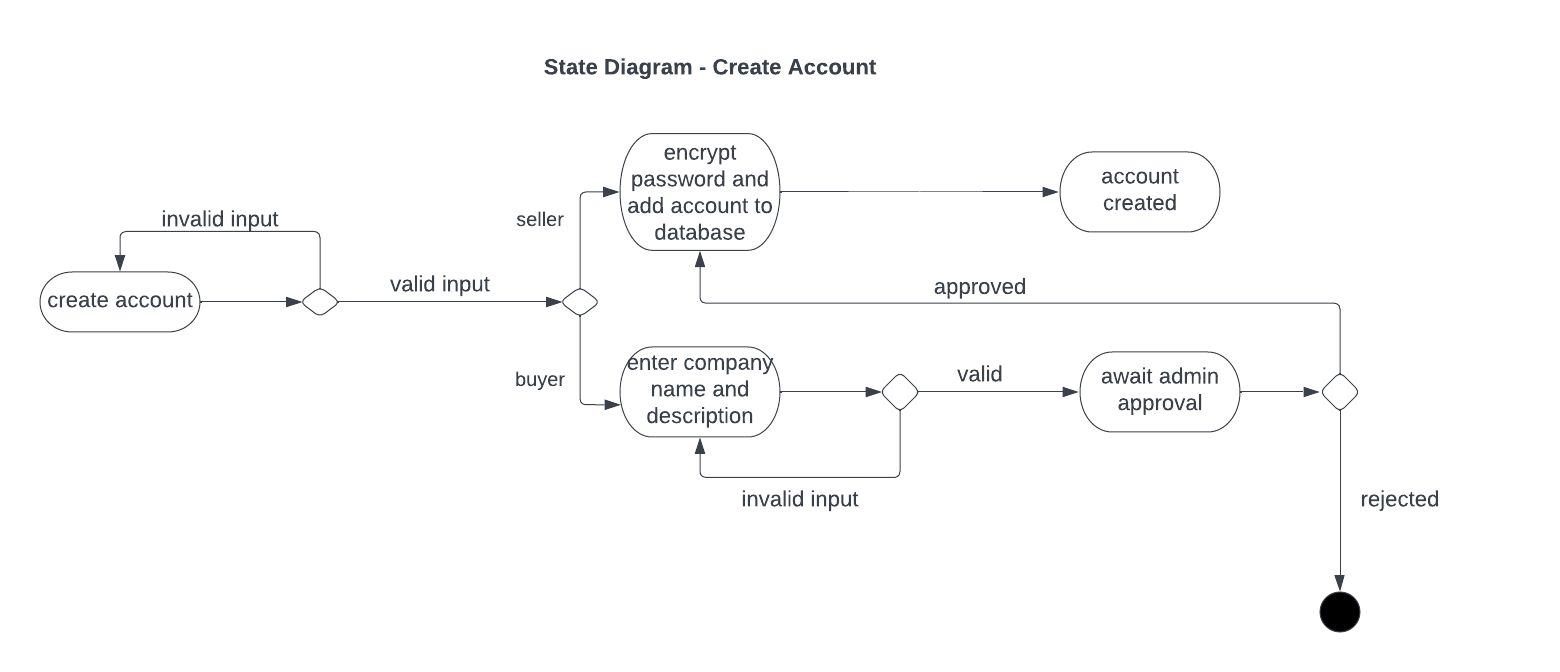 State Diagram - Create Account
encrypt
password and
add account to
database
account
created
seller
invalid input
create account
valid input
approved
buyer
enter company
name and
description
valid
await admin
approval
invalid input
rejected